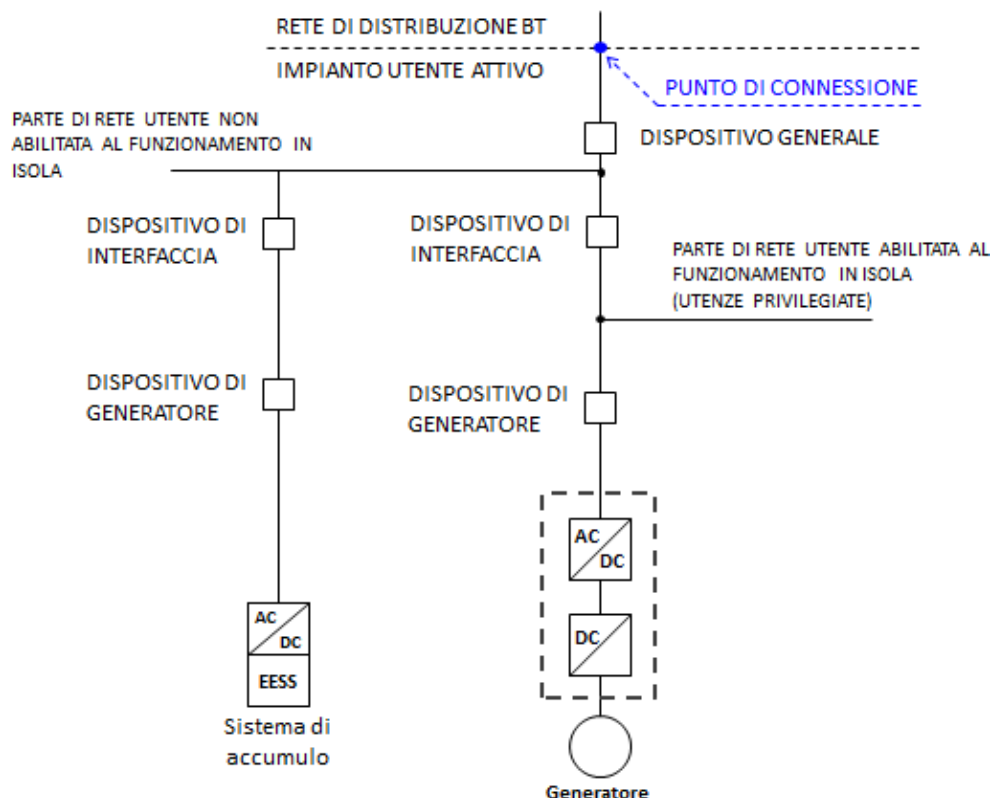 RETE DI DISTRIBUZIONE BT
IMPIANTO UTENTE ATTIVO
PUNTO DI CONNESSIONE
PARTE DI RETE UTENTE NON
ABILITATA AL FUNZIONAMENTO IN
ISOLA
DISPOSITIVO GENERALE
DISPOSITIVO DI
INTERFACCIA
DISPOSITIVO DI
INTERFACCIA
PARTE DI RETE UTENTE ABILITATA AL
FUNZIONAMENTO IN ISOLA
(UTENZE PRIVILEGIATE)
DISPOSITIVO DI
GENERATORE
DISPOSITIVO DI
GENERATORE
AC
DC
DC
AC
DC
EESS
Sistema di
accumulo
Generatore